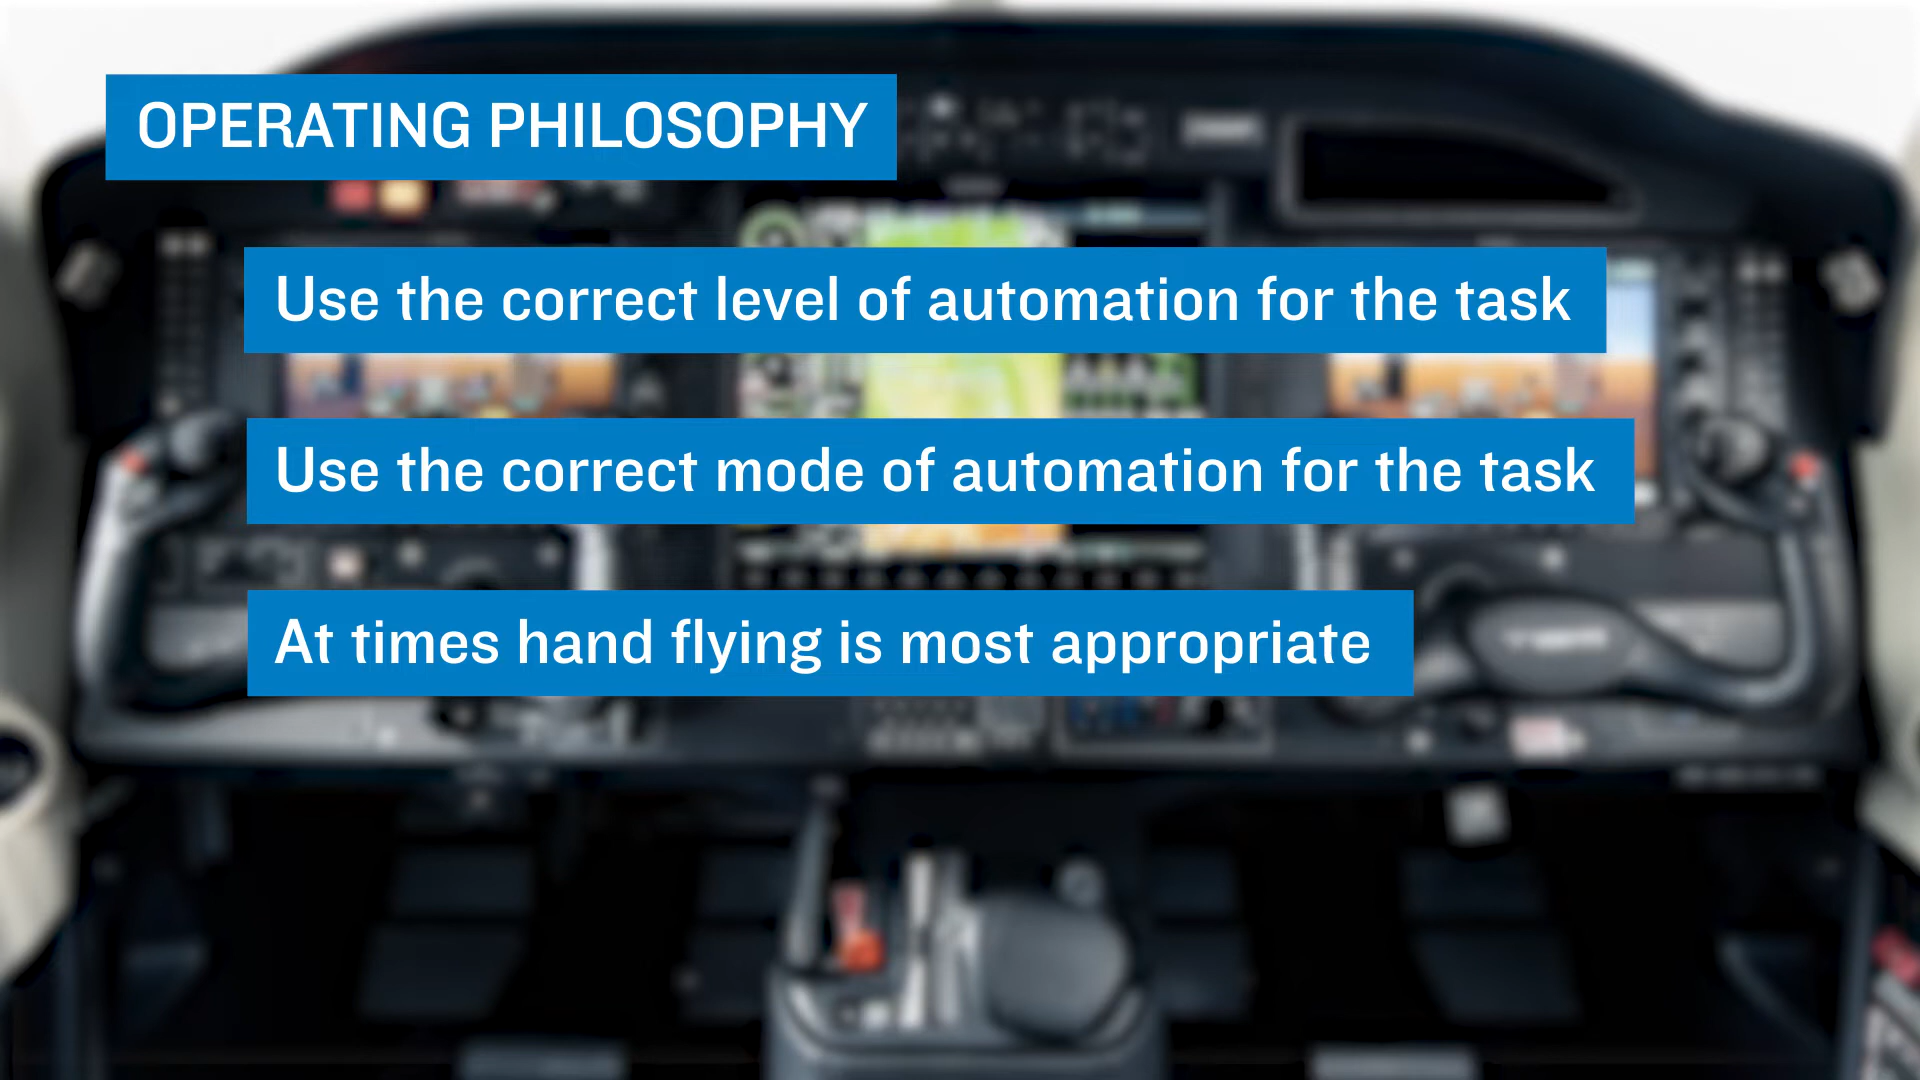 OPERATING PHILOSOPHY
Use the correct level of automation for the task
Use the correct mode of automation for the task
At times hand flying is most appropriate